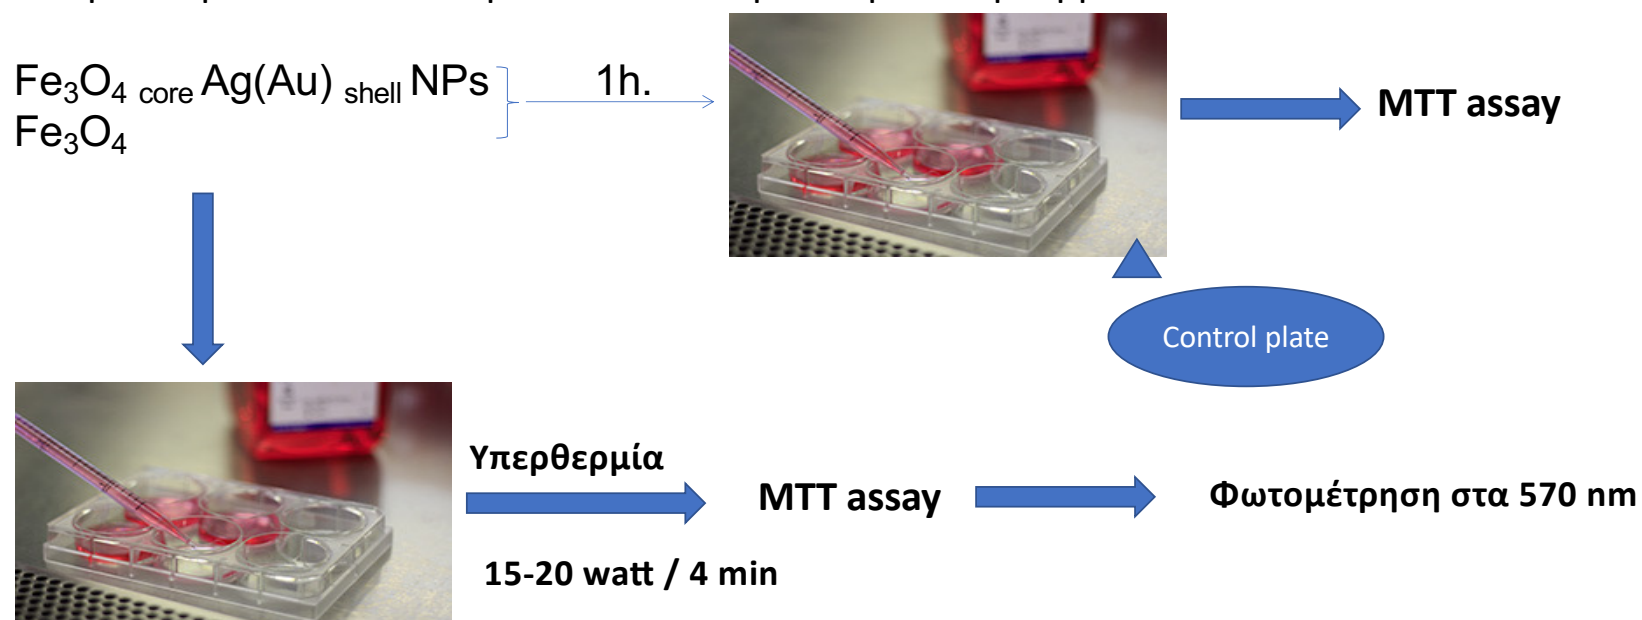 Fe₃O₄ core Ag(Au) shell NPs
Fe₃O₄
1h.
MTT assay
Control plate
Υπερθερμία
15-20 watt / 4 min
MTT assay
Φωτομέτρηση στα 570 nm